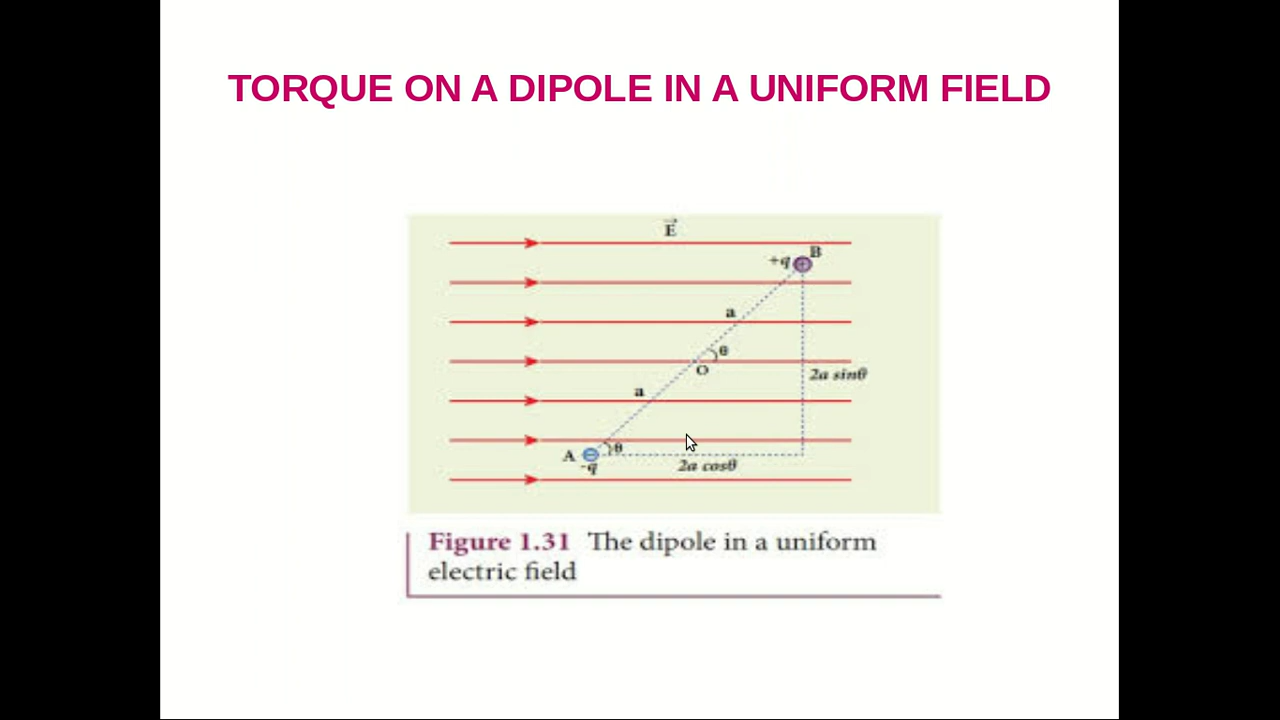 TORQUE ON A DIPOLE IN A UNIFORM FIELD
E
B
+q
a
θ
O
2a sinθ
a
A
θ
-q
2a cosθ
Figure 1.31 The dipole in a uniform
electric field